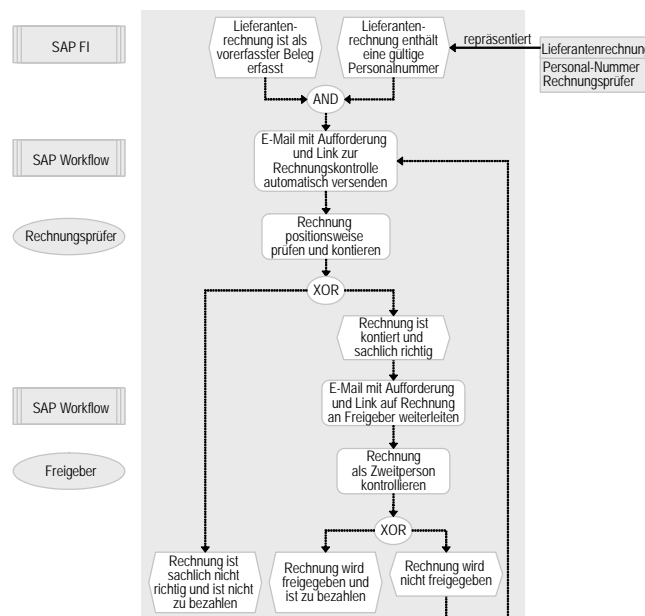 SAP FI
Lieferanten-
rechnung ist als
vorerfasster Beleg
erfasst
Lieferanten-
rechnung enthält
eine gültige
Personalnummer
repräsentiert
Lieferantenrechnung
Personal-Nummer
Rechnungsprüfer
AND
SAP Workflow
E-Mail mit Aufforderung
und Link zur
Rechnungskontrolle
automatisch versenden
Rechnungsprüfer
Rechnung
positionsweise
prüfen und kontieren
XOR
Rechnung ist
kontiert und
sachlich richtig
SAP Workflow
E-Mail mit Aufforderung
und Link auf Rechnung
an Freigeber weiterleiten
Freigeber
Rechnung
als Zweitperson
kontrollieren
XOR
Rechnung ist
sachlich nicht
richtig und ist nicht
zu bezahlen
Rechnung wird
freigegeben und
ist zu bezahlen
Rechnung wird
nicht freigegeben